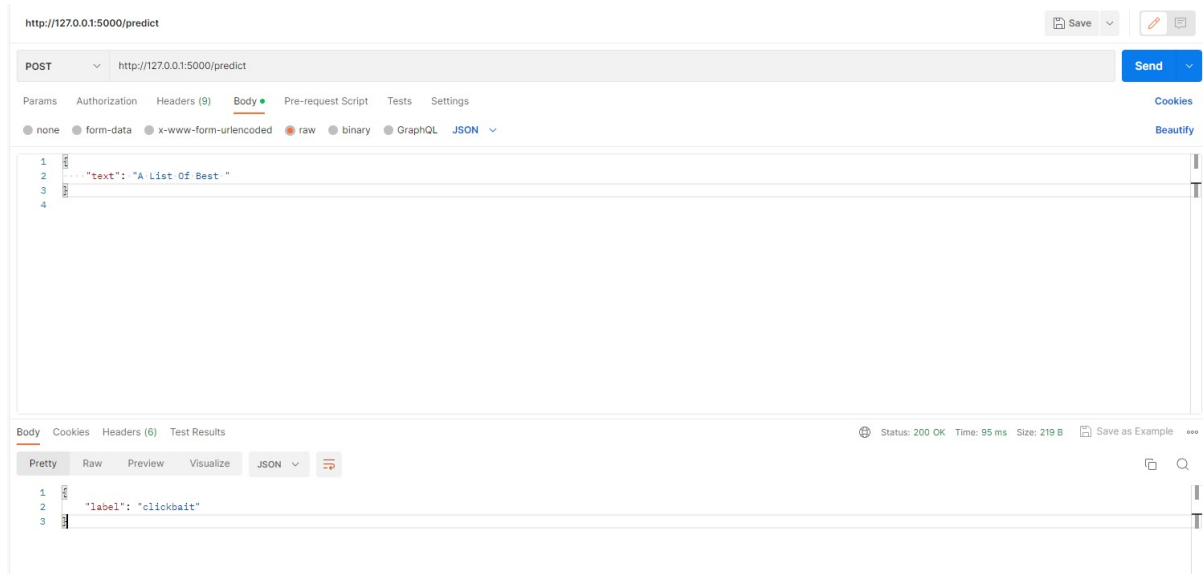 http://127.0.0.1:5000/predict
Save
POST http://127.0.0.1:5000/predict Send
Params Authorization Headers (9) Body Pre-request Script Tests Settings Cookies
none form-data x-www-form-urlencoded raw binary GraphQL JSON Beautify
1 {
2 "text": "A List Of Best "
3 }
4
Body Cookies Headers (6) Test Results Status: 200 OK Time: 95 ms Size: 219 B Save as Example
Pretty Raw Preview Visualize JSON
1 {
2 "label": "clickbait"
3 }